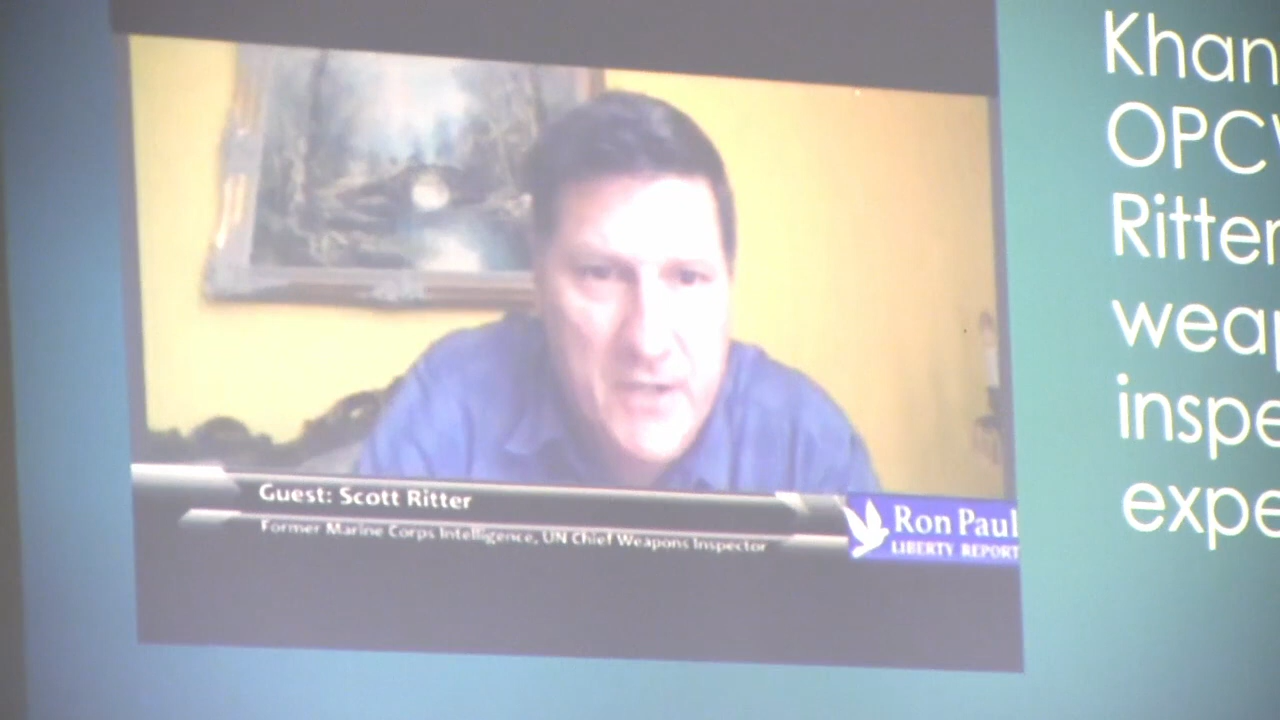 Guest: Scott Ritter
Former Marine Corps Intelligence, UN Chief Weapons Inspector
Ron Paul
LIBERTY REPORT
Khan
OPC
Ritter
weap
inspe
expe